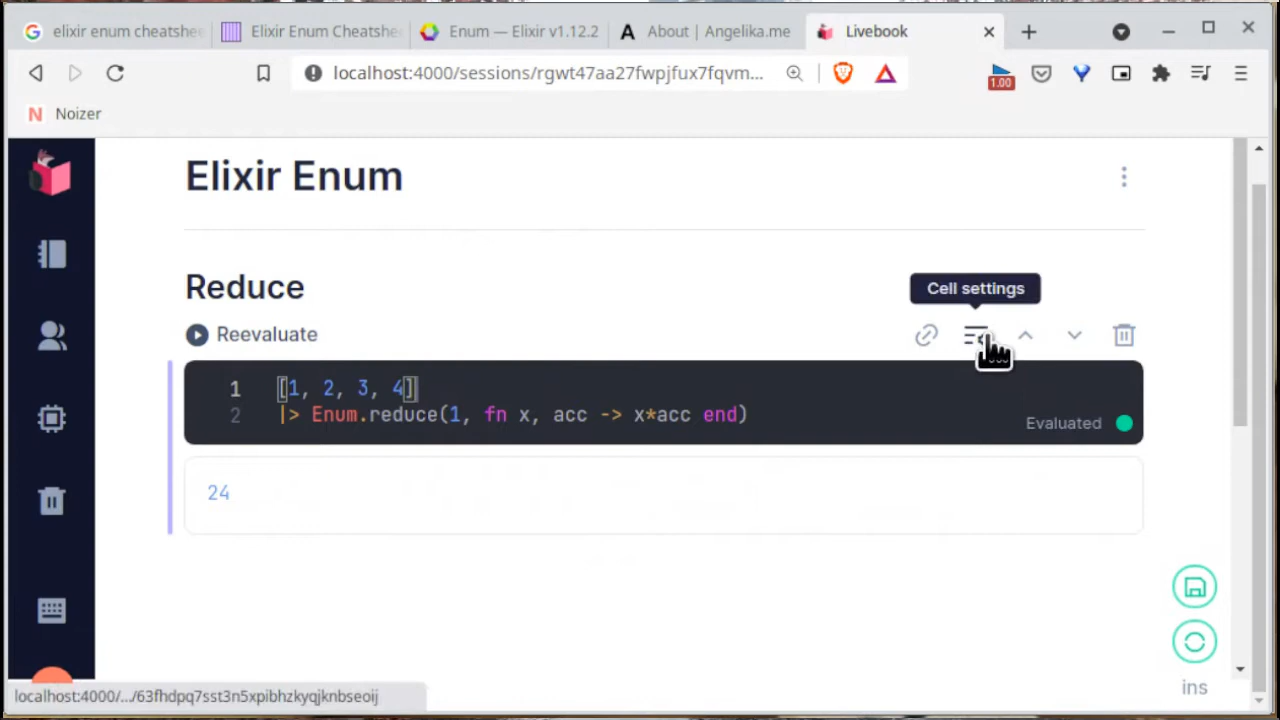 elixir enum cheatshee
Elixir Enum Cheatshe
Enum — Elixir v1.12.2
About | Angelika.me
Livebook
localhost:4000/sessions/rgwt47aa27fwpjfux7fqvm...
1.00
N Noizer
Elixir Enum
Reduce
Cell settings
Reevaluate
1 [1, 2, 3, 4]
2 |> Enum.reduce(1, fn x, acc -> x*acc end)
Evaluated
24
ins
localhost:4000/.../63fhdpq7sst3n5xpibhzkyqjknbseoij